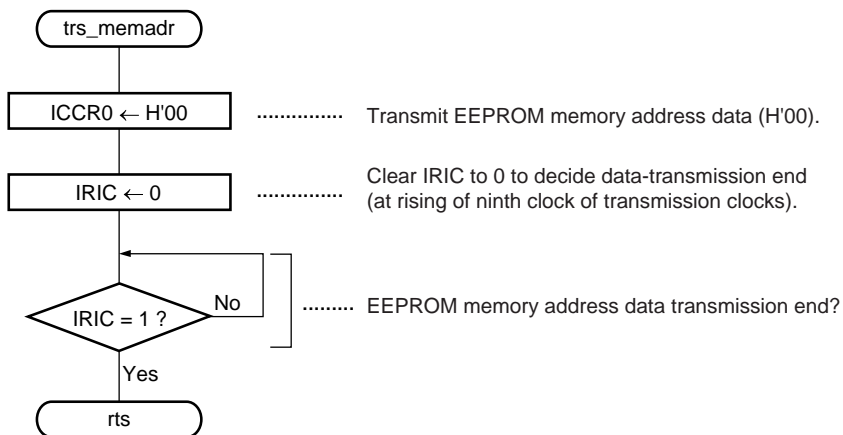 trs_memadr
ICCR0 ← H'00
............... Transmit EEPROM memory address data (H'00).
IRIC ← 0
............... Clear IRIC to 0 to decide data-transmission end
(at rising of ninth clock of transmission clocks).
No
IRIC = 1 ?
......... EEPROM memory address data transmission end?
Yes
rts